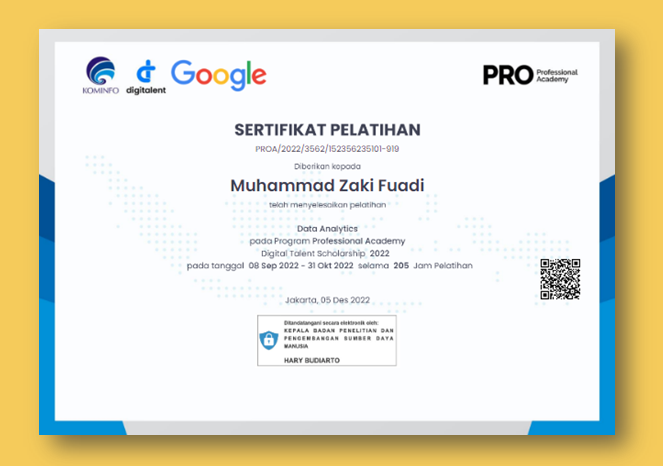 KOMINFO
digitalent
Google
PRO Professional Academy
SERTIFIKAT PELATIHAN
PROA/2022/3562/152356235101-919
Diberikan kepada
Muhammad Zaki Fuadi
telah menyelesaikan pelatihan
Data Analytics
pada Program Professional Academy
Digital Talent Scholarship 2022
pada tanggal 08 Sep 2022 - 31 Okt 2022 selama 205 Jam Pelatihan
Jakarta, 05 Des 2022
Ditandatangani secara elektronik oleh:
KEPALA BADAN PENELITIAN DAN
PENGEMBANGAN SUMBER DAYA
MANUSIA
HARY BUDIARTO